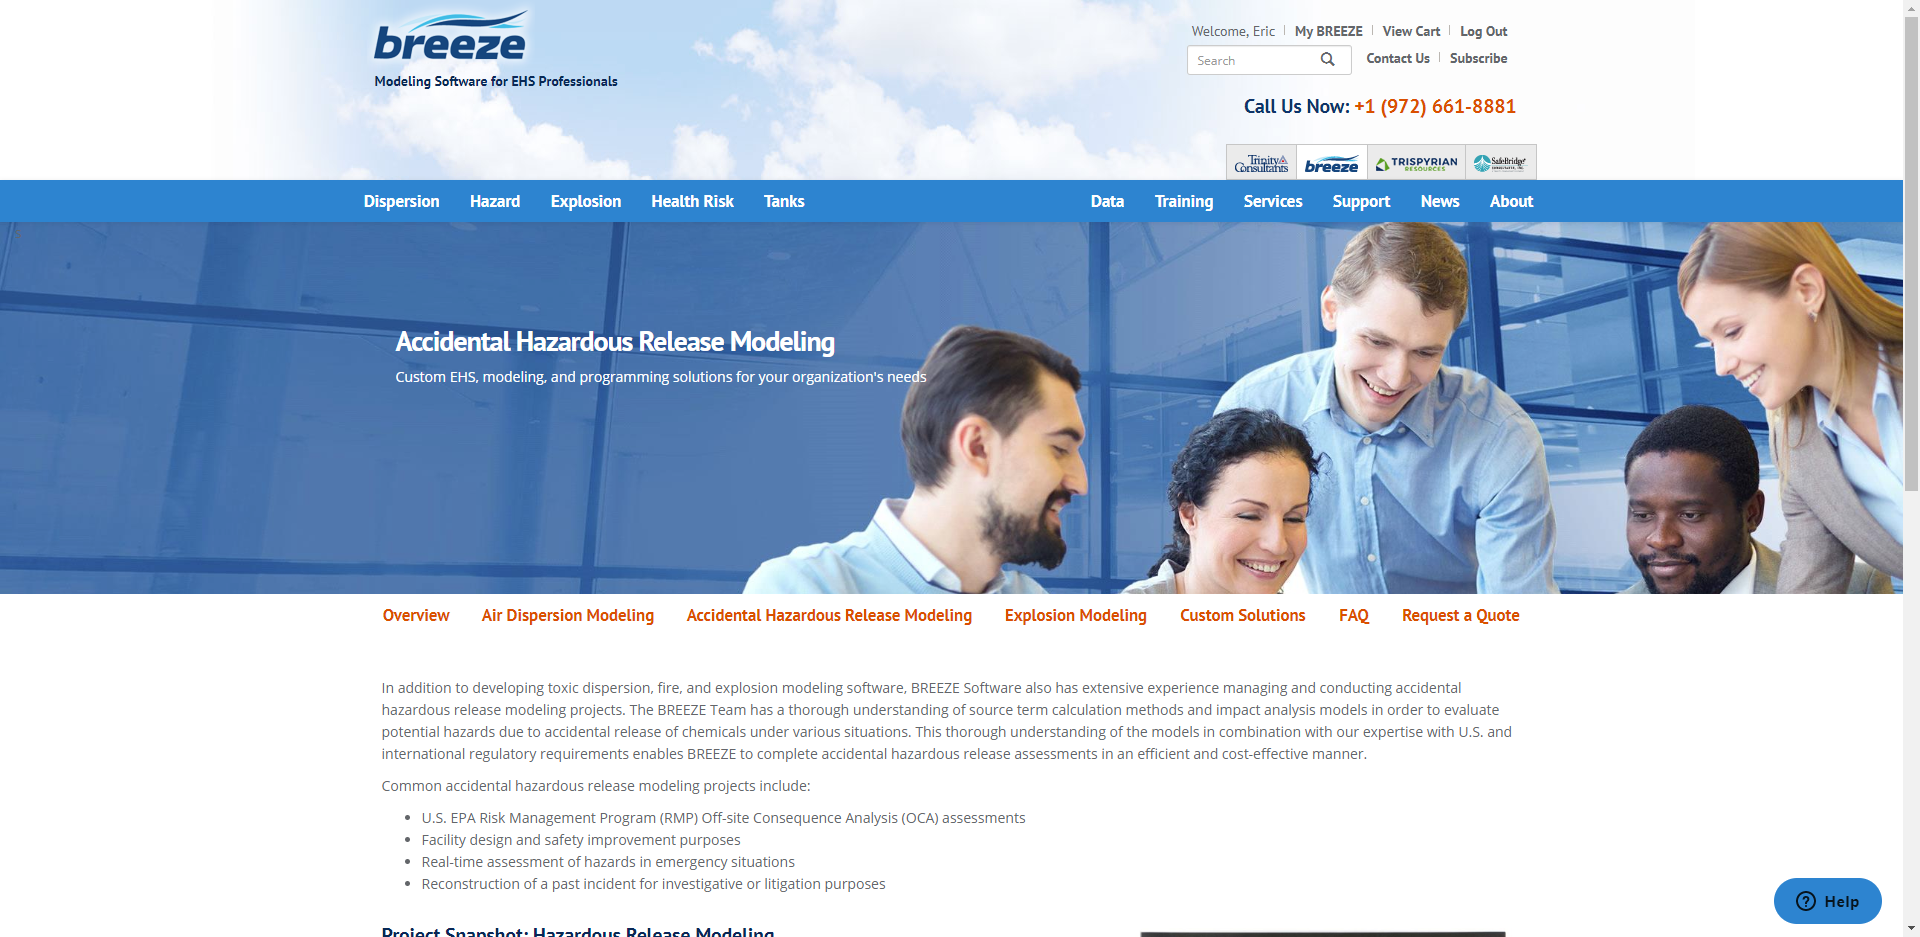 breeze
Modeling Software for EHS Professionals
Welcome, Eric
My BREEZE
View Cart
Log Out
Search
Contact Us
Subscribe
Call Us Now: +1 (972) 661-8881
Trinity Consultants
breeze
TRISPYRIAN RESOURCES
SafeBridge
Dispersion
Hazard
Explosion
Health Risk
Tanks
Data
Training
Services
Support
News
About
Accidental Hazardous Release Modeling
Custom EHS, modeling, and programming solutions for your organization's needs
Overview
Air Dispersion Modeling
Accidental Hazardous Release Modeling
Explosion Modeling
Custom Solutions
FAQ
Request a Quote
In addition to developing toxic dispersion, fire, and explosion modeling software, BREEZE Software also has extensive experience managing and conducting accidental
hazardous release modeling projects. The BREEZE Team has a thorough understanding of source term calculation methods and impact analysis models in order to evaluate
potential hazards due to accidental release of chemicals under various situations. This thorough understanding of the models in combination with our expertise with U.S. and
international regulatory requirements enables BREEZE to complete accidental hazardous release assessments in an efficient and cost-effective manner.
Common accidental hazardous release modeling projects include:
• U.S. EPA Risk Management Program (RMP) Off-site Consequence Analysis (OCA) assessments
• Facility design and safety improvement purposes
• Real-time assessment of hazards in emergency situations
• Reconstruction of a past incident for investigative or litigation purposes
Project Snapshot: Hazardous Release Modeling
Help